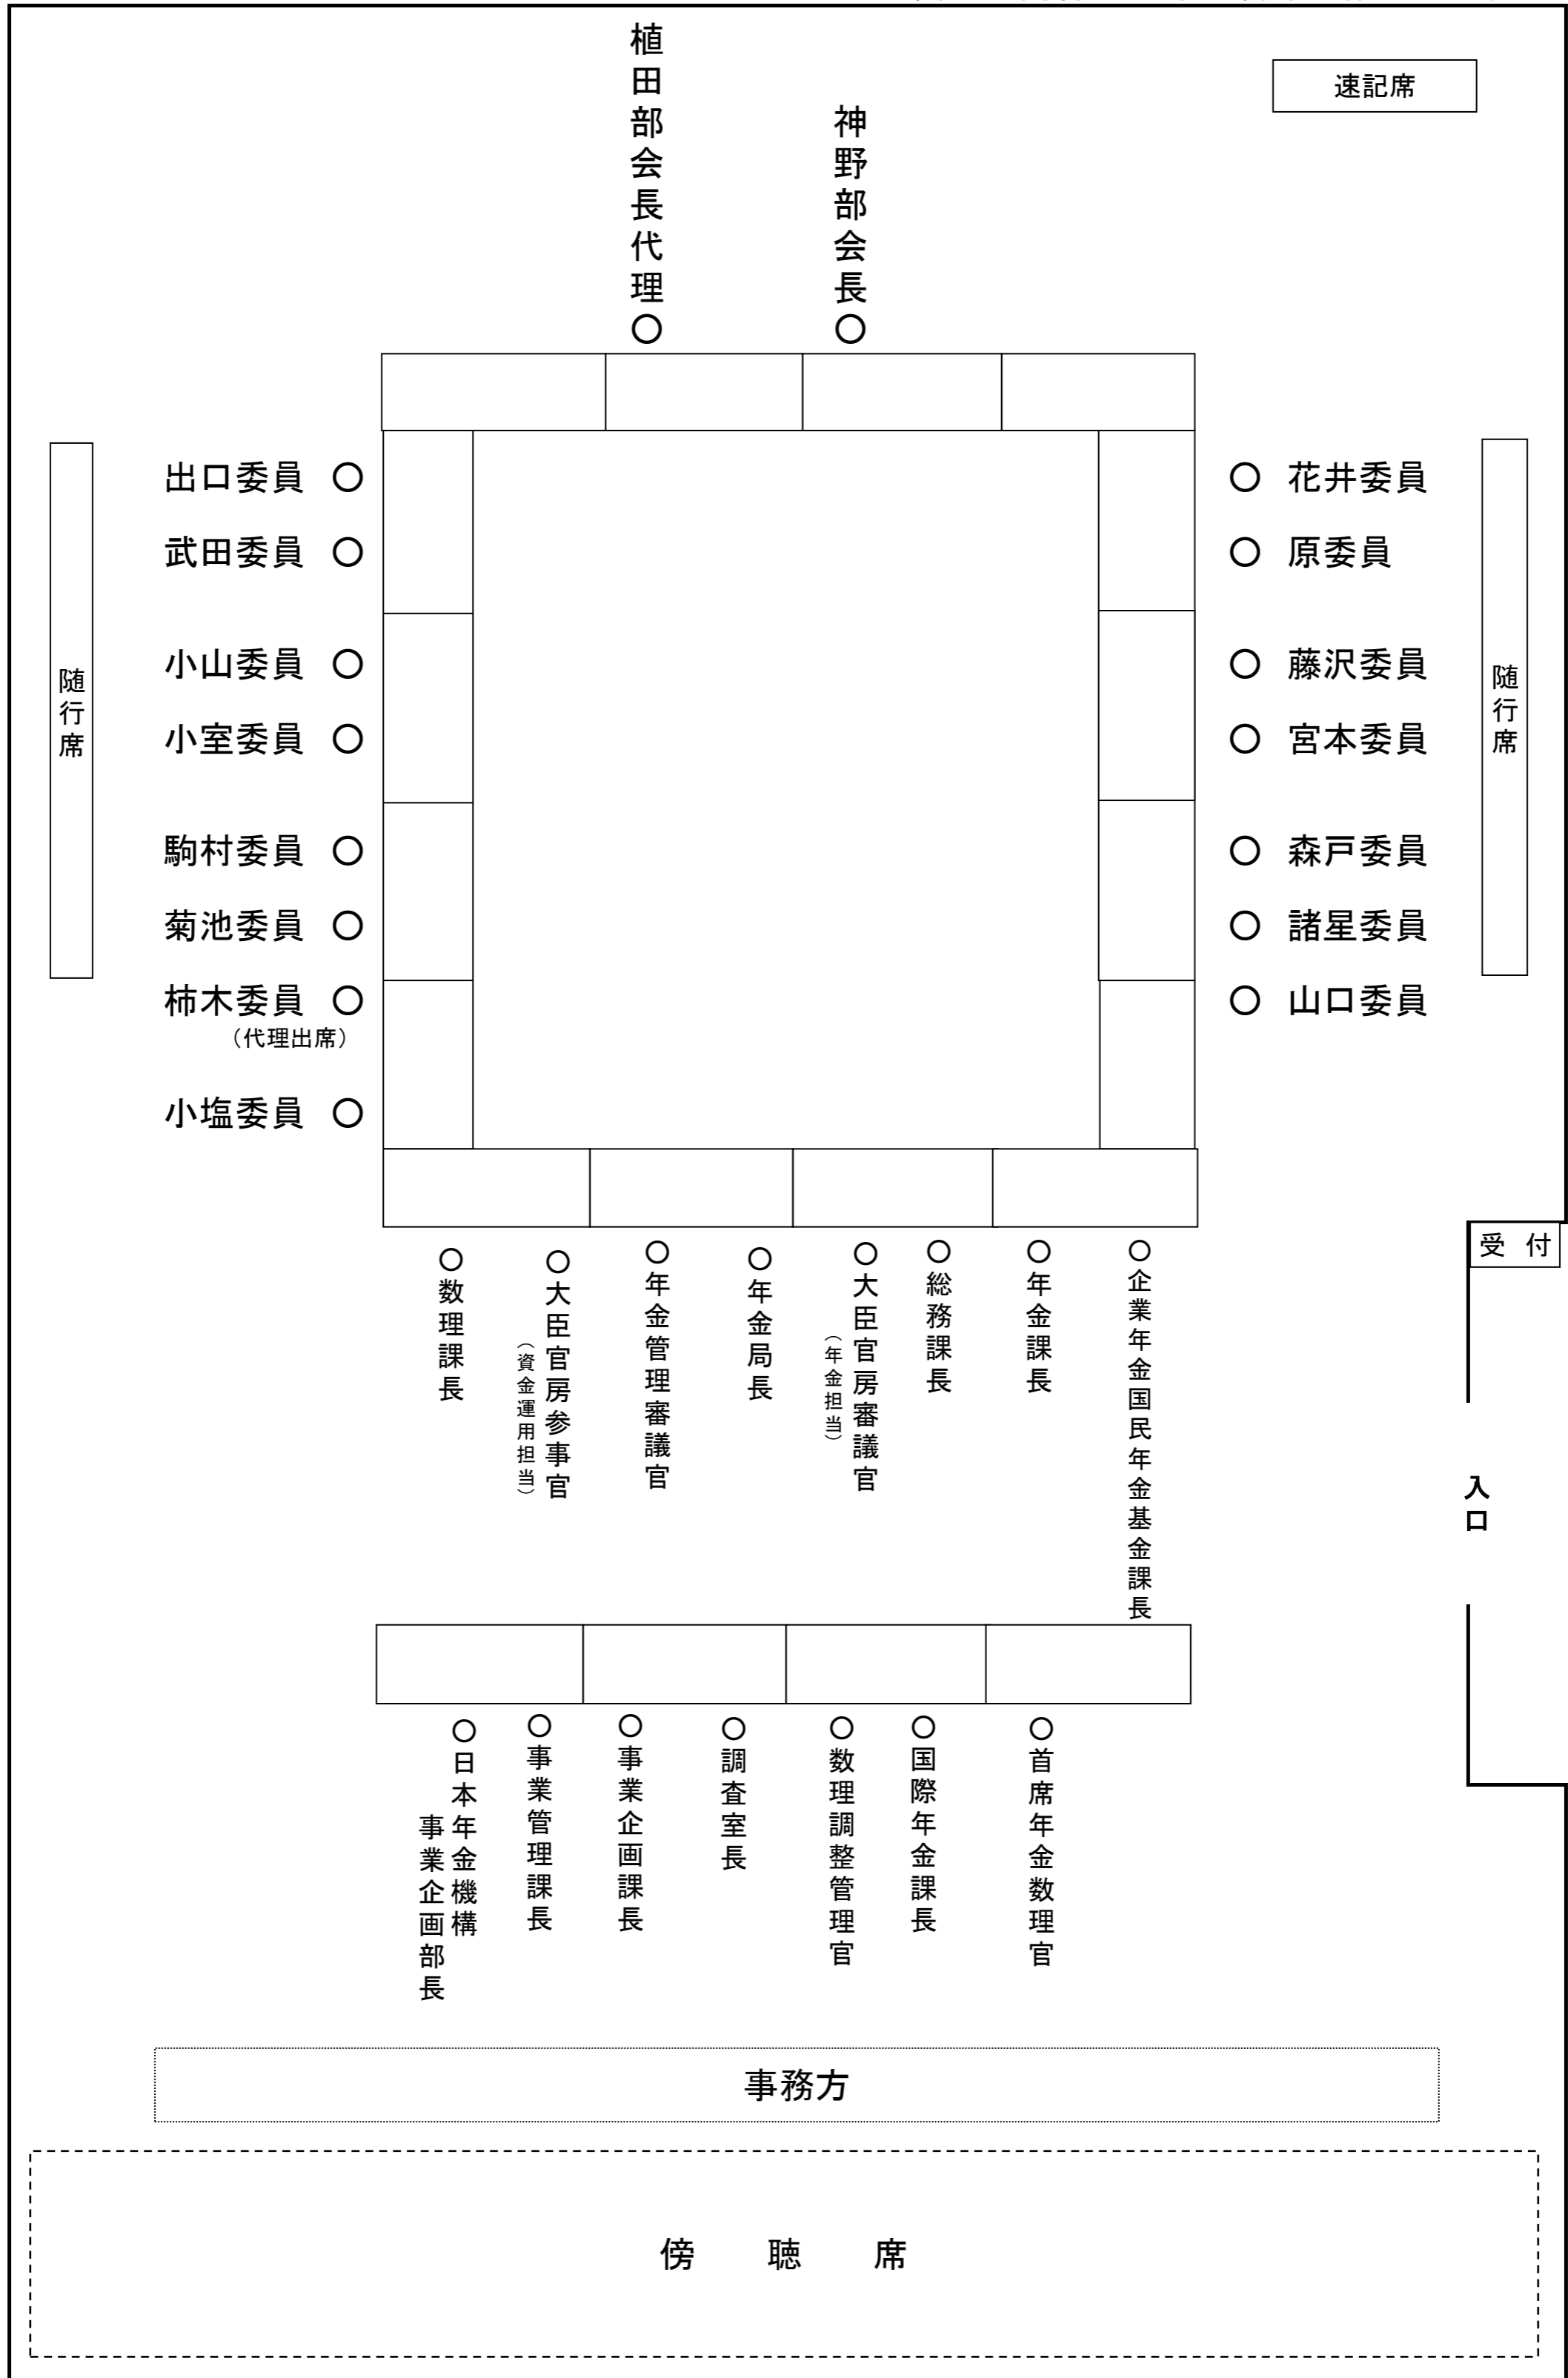 速記席
植田部会長代理○
神野部会長○
随行席
出口委員 ○
武田委員 ○
小山委員 ○
小室委員 ○
駒村委員 ○
菊池委員 ○
柿木委員 ○
（代理出席）
小塩委員 ○
○ 花井委員
○ 原委員
○ 藤沢委員
○ 宮本委員
○ 森戸委員
○ 諸星委員
○ 山口委員
随行席
受 付
入口
○数理課長
○大臣官房参事官
（資金運用担当）
○年金管理審議官
○年金局長
○大臣官房審議官
（年金担当）
○総務課長
○年金課長
○企業年金国民年金基金課長
○日本年金機構
事業企画部長
○事業管理課長
○事業企画課長
○調査室長
○数理調整管理官
○国際年金課長
○首席年金数理官
事務方
傍 聴 席